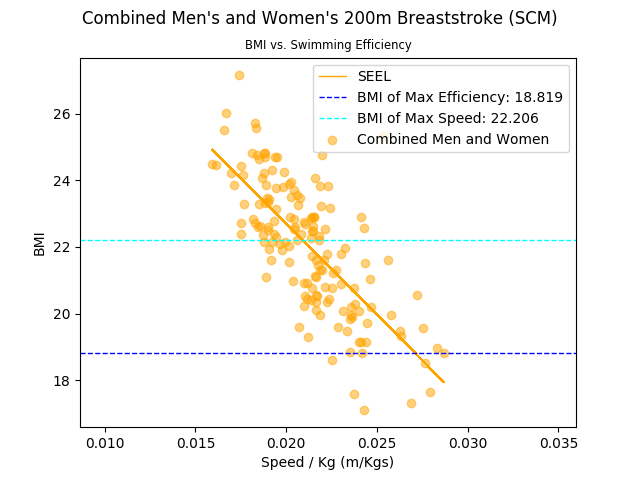 Combined Men's and Women's 200m Breaststroke (SCM)
BMI vs. Swimming Efficiency
SEEL
BMI of Max Efficiency: 18.819
BMI of Max Speed: 22.206
Combined Men and Women
26
24
22
20
18
BMI
0.010 0.015 0.020 0.025 0.030 0.035
Speed / Kg (m/Kgs)